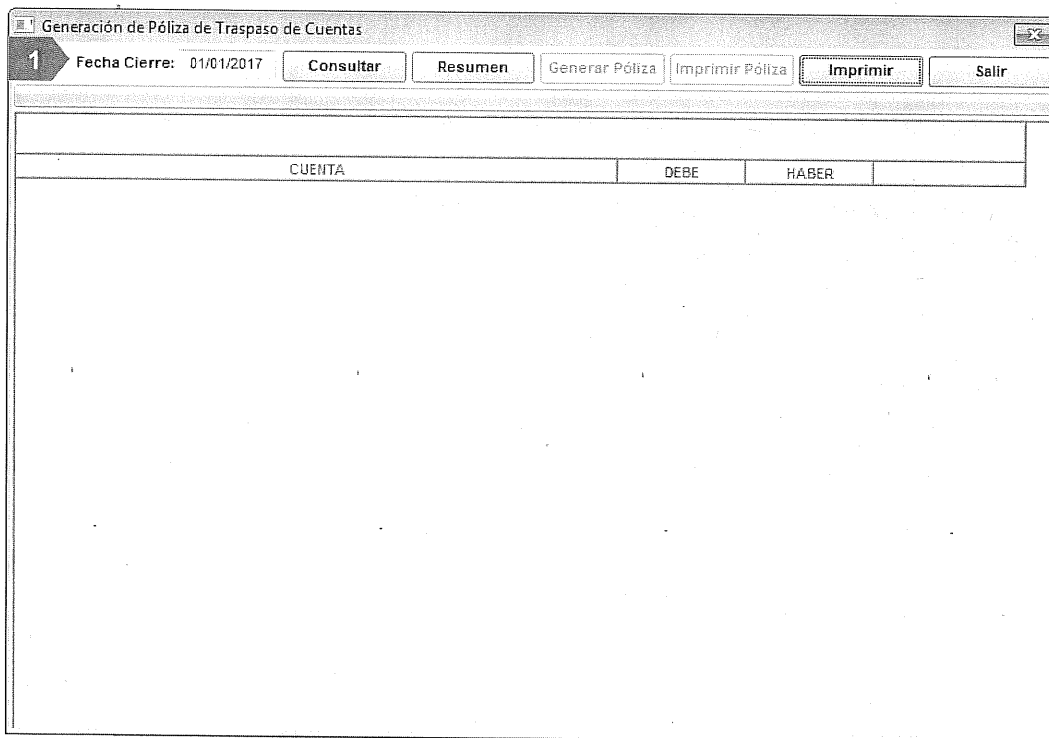 Generación de Póliza de Traspaso de Cuentas
1 Fecha Cierre: 01/01/2017 Consultar Resumen Generar Póliza Imprimir Póliza Imprimir Salir
CUENTA DEBE HABER